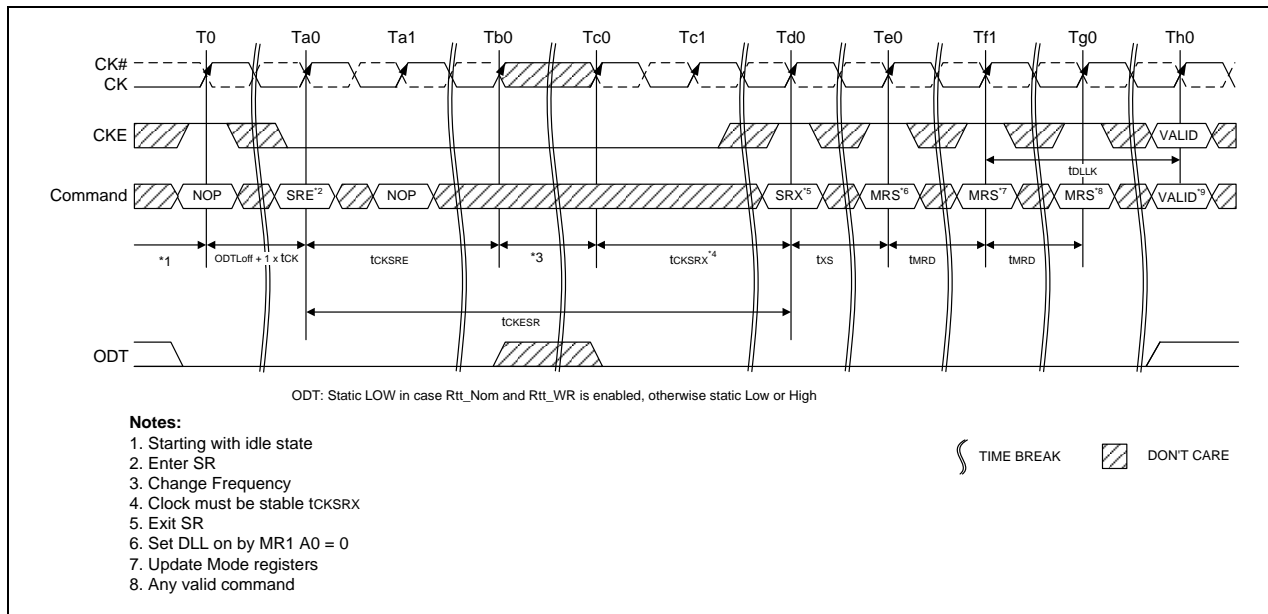 T0 Ta0 Ta1 Tb0 Tc0 Tc1 Td0 Te0 Tf1 Tg0 Th0
CK#
CK
CKE
VALID
tDLLK
Command
NOP SRE*2 NOP SRX*5 MRS*6 MRS*7 MRS*8 VALID*9
*1 ODTLoff + 1 x tCK tCKSRE *3 tCKSRX*4 tXS tMRD tMRD
tCKESR
ODT
ODT: Static LOW in case Rtt_Nom and Rtt_WR is enabled, otherwise static Low or High
Notes:
1. Starting with idle state
2. Enter SR
3. Change Frequency
4. Clock must be stable tCKSRX
5. Exit SR
6. Set DLL on by MR1 A0 = 0
7. Update Mode registers
8. Any valid command
TIME BREAK
DON'T CARE